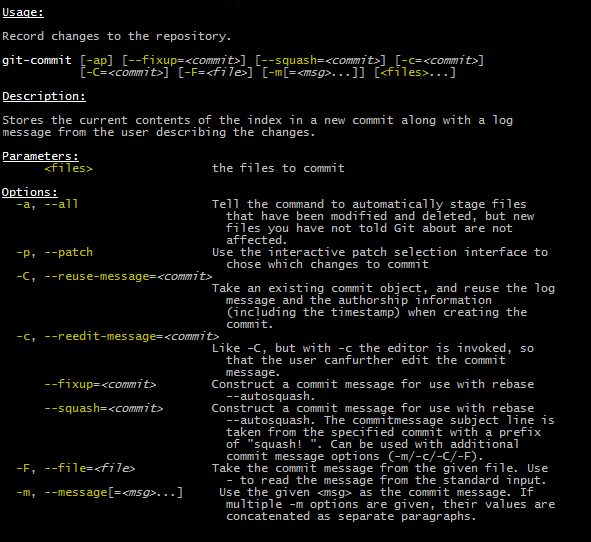 Usage:
Record changes to the repository.
git-commit [-ap] [--fixup=<commit>] [--squash=<commit>] [-c=<commit>]
[-C=<commit>] [-F=<file>] [-m[=<msg>...]] [<files>...]
Description:
Stores the current contents of the index in a new commit along with a log
message from the user describing the changes.
Parameters:
<files> the files to commit
Options:
-a, --all Tell the command to automatically stage files
that have been modified and deleted, but new
files you have not told Git about are not
affected.
-p, --patch Use the interactive patch selection interface to
chose which changes to commit
-C, --reuse-message=<commit>
Take an existing commit object, and reuse the log
message and the authorship information
(including the timestamp) when creating the
commit.
-c, --reedit-message=<commit>
Like -C, but with -c the editor is invoked, so
that the user canfurther edit the commit
message.
--fixup=<commit> Construct a commit message for use with rebase
--autosquash.
--squash=<commit> Construct a commit message for use with rebase
--autosquash. The commitmessage subject line is
taken from the specified commit with a prefix
of "squash! ". Can be used with additional
commit message options (-m/-c/-C/-F).
-F, --file=<file> Take the commit message from the given file. Use
- to read the message from the standard input.
-m, --message[=<msg>...] Use the given <msg> as the commit message. If
multiple -m options are given, their values are
concatenated as separate paragraphs.